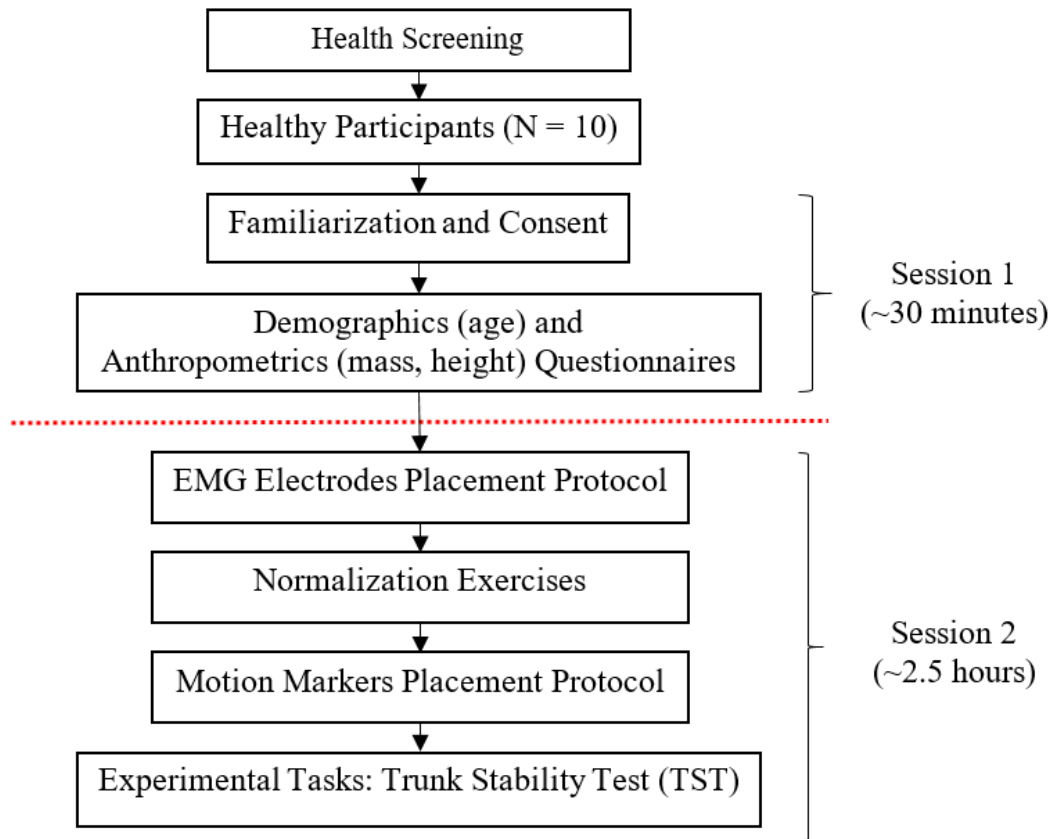 Health Screening
Healthy Participants (N = 10)
Familiarization and Consent
Demographics (age) and
Anthropometrics (mass, height) Questionnaires
Session 1
(~30 minutes)
EMG Electrodes Placement Protocol
Normalization Exercises
Motion Markers Placement Protocol
Experimental Tasks: Trunk Stability Test (TST)
Session 2
(~2.5 hours)